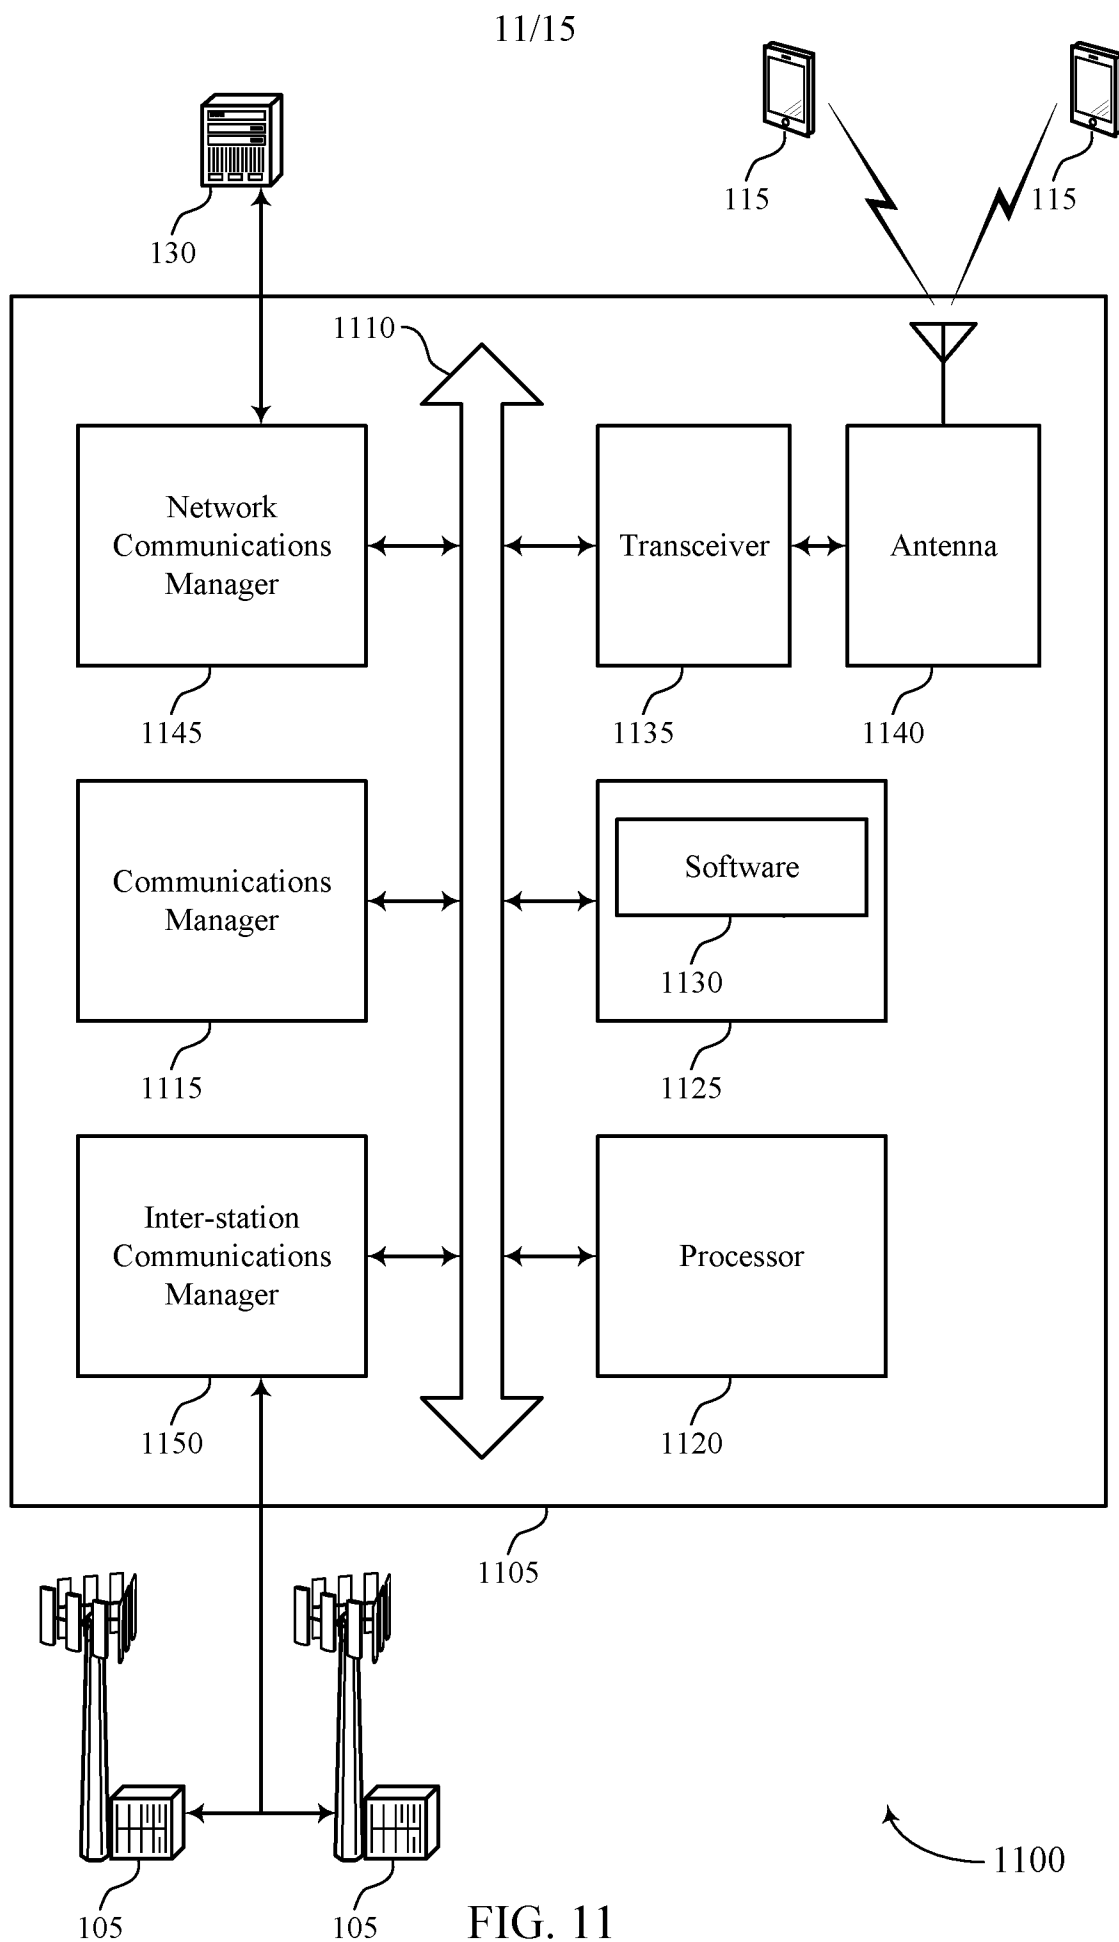 11/15
130
115
115
1110
Network
Communications
Manager
Transceiver
Antenna
1145
1135
1140
Communications
Manager
Software
1130
1115
1125
Inter-station
Communications
Manager
Processor
1150
1120
1105
105
105
1100
FIG. 11